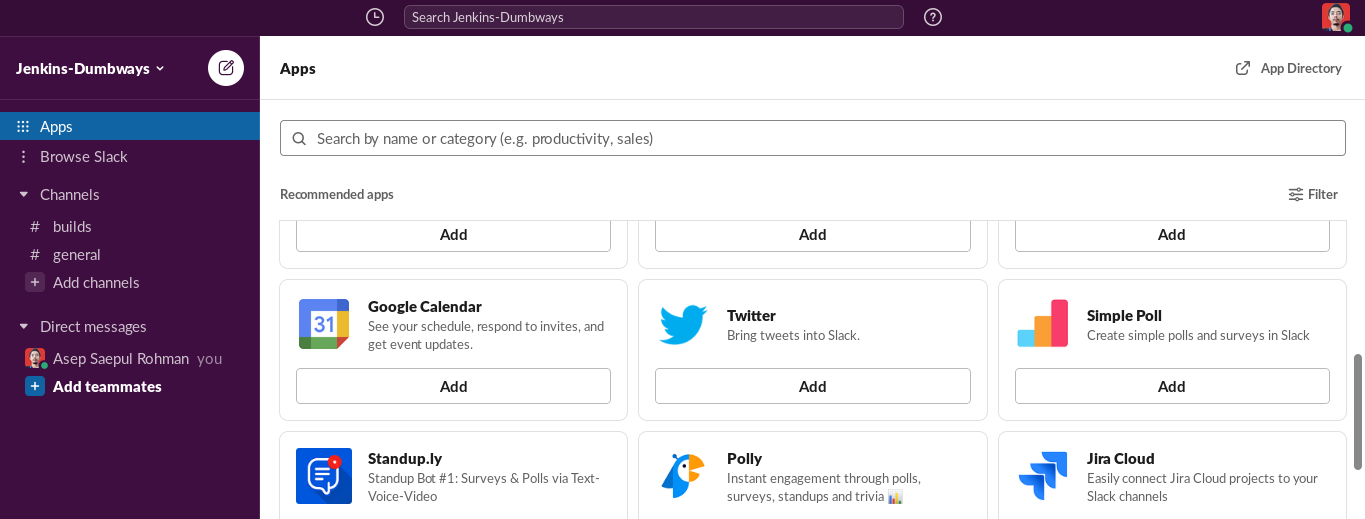 Search Jenkins-Dumbways
Jenkins-Dumbways
Apps
Browse Slack
Channels
# builds
# general
+ Add channels
Direct messages
Asep Saepul Rohman you
+ Add teammates
Apps
App Directory
Search by name or category (e.g. productivity, sales)
Recommended apps
Filter
Add
Add
Add
31
Google Calendar
See your schedule, respond to invites, and
get event updates.
Add
Twitter
Bring tweets into Slack.
Add
Simple Poll
Create simple polls and surveys in Slack
Add
Standup.ly
Standup Bot #1: Surveys & Polls via Text-
Voice-Video
Polly
Instant engagement through polls,
surveys, standups and trivia 📊
Jira Cloud
Easily connect Jira Cloud projects to your
Slack channels